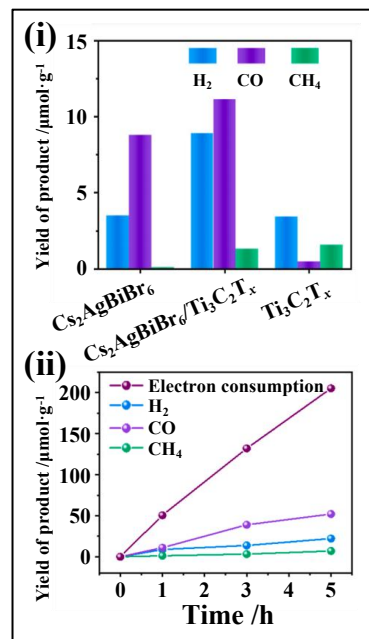 (i)
Yield of product /μmol·g⁻¹
15
10
5
0
H₂ CO CH₄
Cs₂AgBiBr₆
Cs₂AgBiBr₆/Ti₃C₂Tₓ
Ti₃C₂Tₓ
(ii)
Yield of product /μmol·g⁻¹
200
150
100
50
0
Electron consumption
H₂
CO
CH₄
0 1 2 3 4 5
Time /h